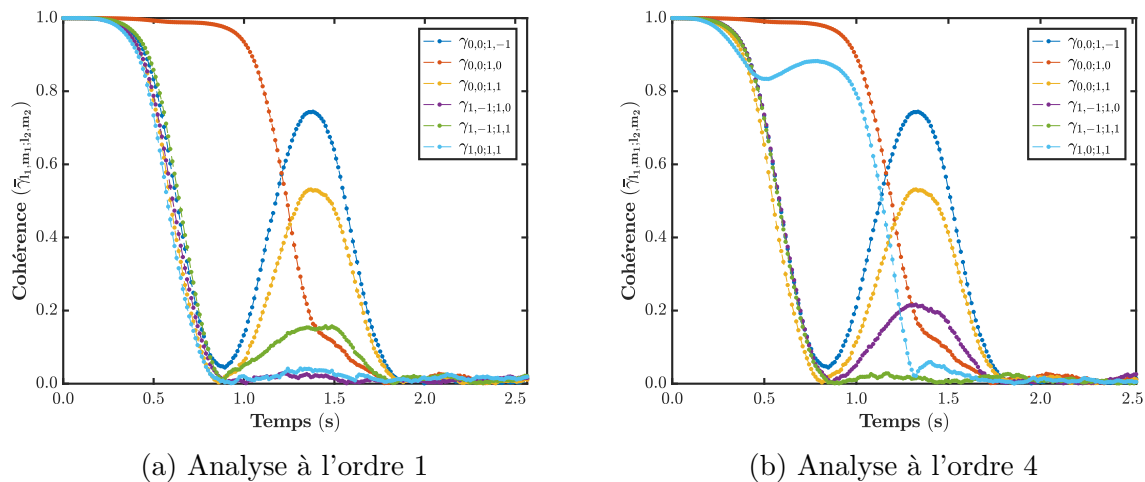 Cohérence (γ̄l₁,m₁;l₂,m₂)
1.0
0.8
0.6
0.4
0.2
0.0
γ0,0;1,−1
γ0,0;1,0
γ0,0;1,1
γ1,−1;1,0
γ1,−1;1,1
γ1,0;1,1
0.0 0.5 1.0 1.5 2.0 2.5
Temps (s)
(a) Analyse à l'ordre 1
Cohérence (γ̄l₁,m₁;l₂,m₂)
1.0
0.8
0.6
0.4
0.2
0.0
γ0,0;1,−1
γ0,0;1,0
γ0,0;1,1
γ1,−1;1,0
γ1,−1;1,1
γ1,0;1,1
0.0 0.5 1.0 1.5 2.0 2.5
Temps (s)
(b) Analyse à l'ordre 4